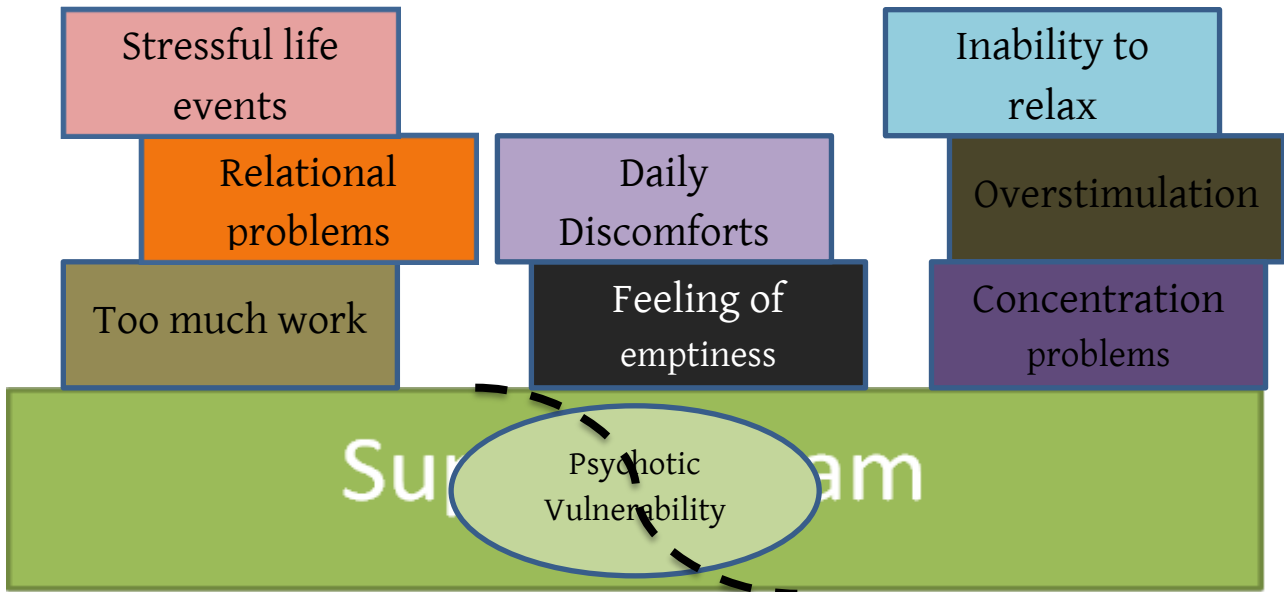 Stressful life
events
Inability to
relax
Relational
problems
Daily
Discomforts
Overstimulation
Too much work
Feeling of
emptiness
Concentration
problems
Psychotic
Vulnerability